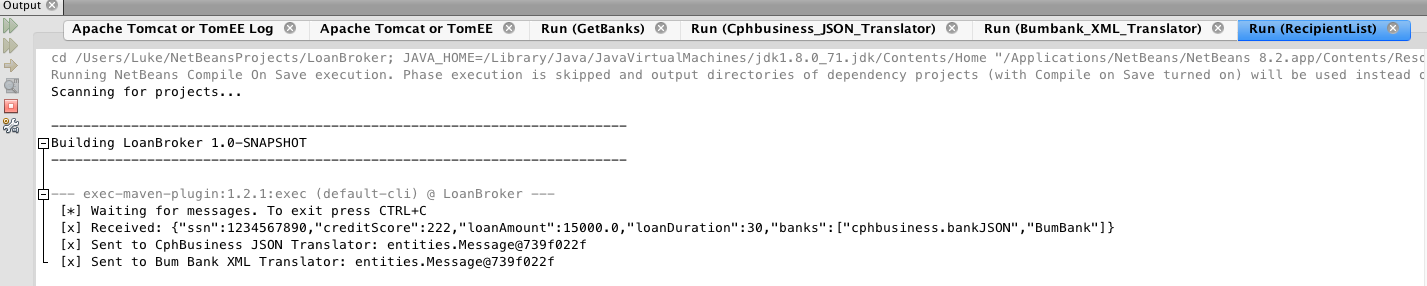 Output
Apache Tomcat or TomEE Log
Apache Tomcat or TomEE
Run (GetBanks)
Run (Cphbusiness_JSON_Translator)
Run (Bumbank_XML_Translator)
Run (RecipientList)
cd /Users/Luke/NetBeansProjects/LoanBroker; JAVA_HOME=/Library/Java/JavaVirtualMachines/jdk1.8.0_71.jdk/Contents/Home "/Applications/NetBeans/NetBeans 8.2.app/Contents/Resc
Running NetBeans Compile On Save execution. Phase execution is skipped and output directories of dependency projects (with Compile on Save turned on) will be used instead o
Scanning for projects...
------------------------------------------------------------------------
Building LoanBroker 1.0-SNAPSHOT
------------------------------------------------------------------------
--- exec-maven-plugin:1.2.1:exec (default-cli) @ LoanBroker ---
[*] Waiting for messages. To exit press CTRL+C
[x] Received: {"ssn":1234567890,"creditScore":222,"loanAmount":15000.0,"loanDuration":30,"banks":["cphbusiness.bankJSON","BumBank"]}
[x] Sent to CphBusiness JSON Translator: entities.Message@739f022f
[x] Sent to Bum Bank XML Translator: entities.Message@739f022f